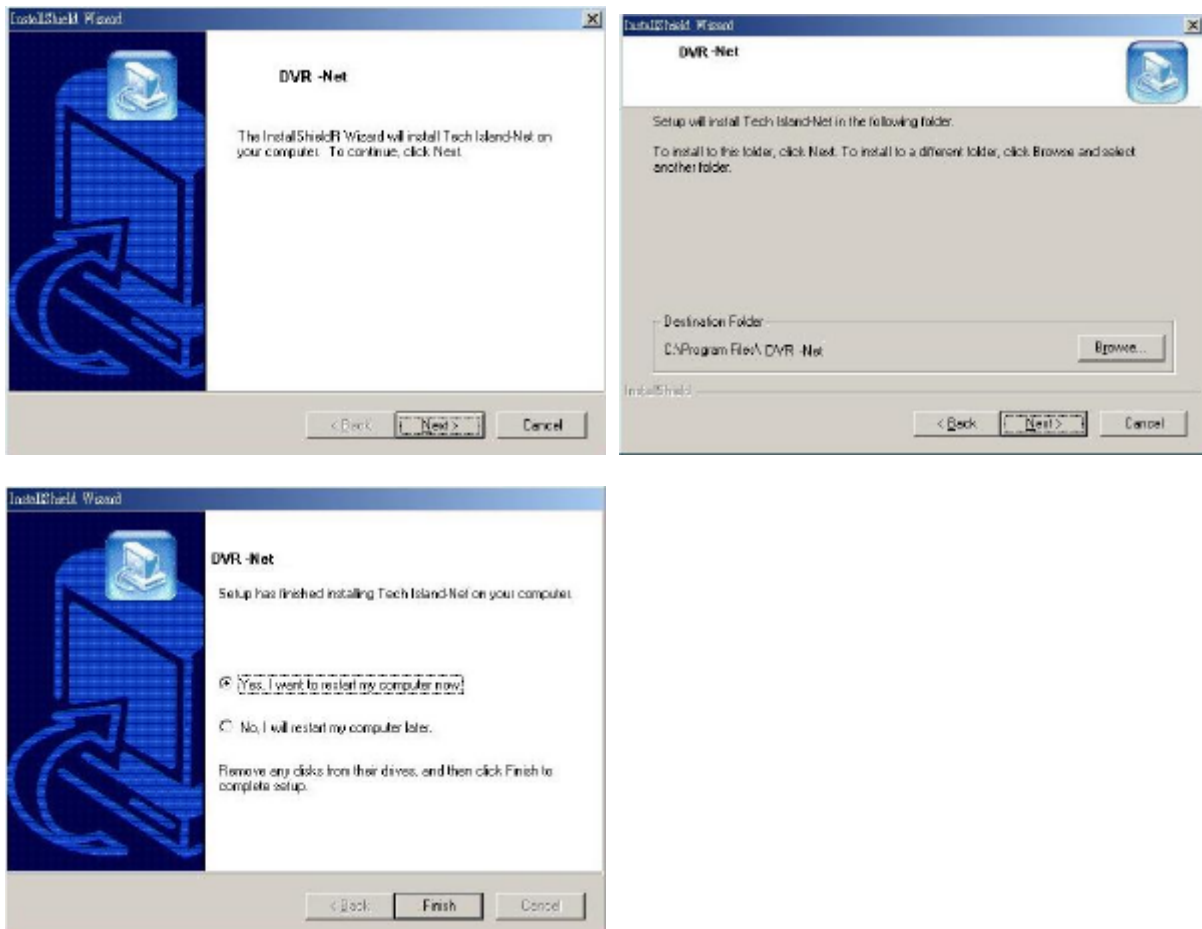 InstallShield Wizard
DVR -Net
The InstallShieldR Wizard will install Tech Island-Net on
your computer. To continue, click Next.
< Back
Next >
Cancel
InstallShield Wizard
DVR -Net
Setup will install Tech Island-Net in the following folder.
To install to this folder, click Next. To install to a different folder, click Browse and select
another folder.
Destination Folder
C:\Program Files\ DVR -Net
Browse...
InstallShield
< Back
Next >
Cancel
InstallShield Wizard
DVR -Net
Setup has finished installing Tech Island-Net on your computer.
Yes, I want to restart my computer now.
No, I will restart my computer later.
Remove any disks from their drives, and then click Finish to
complete setup.
< Back
Finish
Cancel